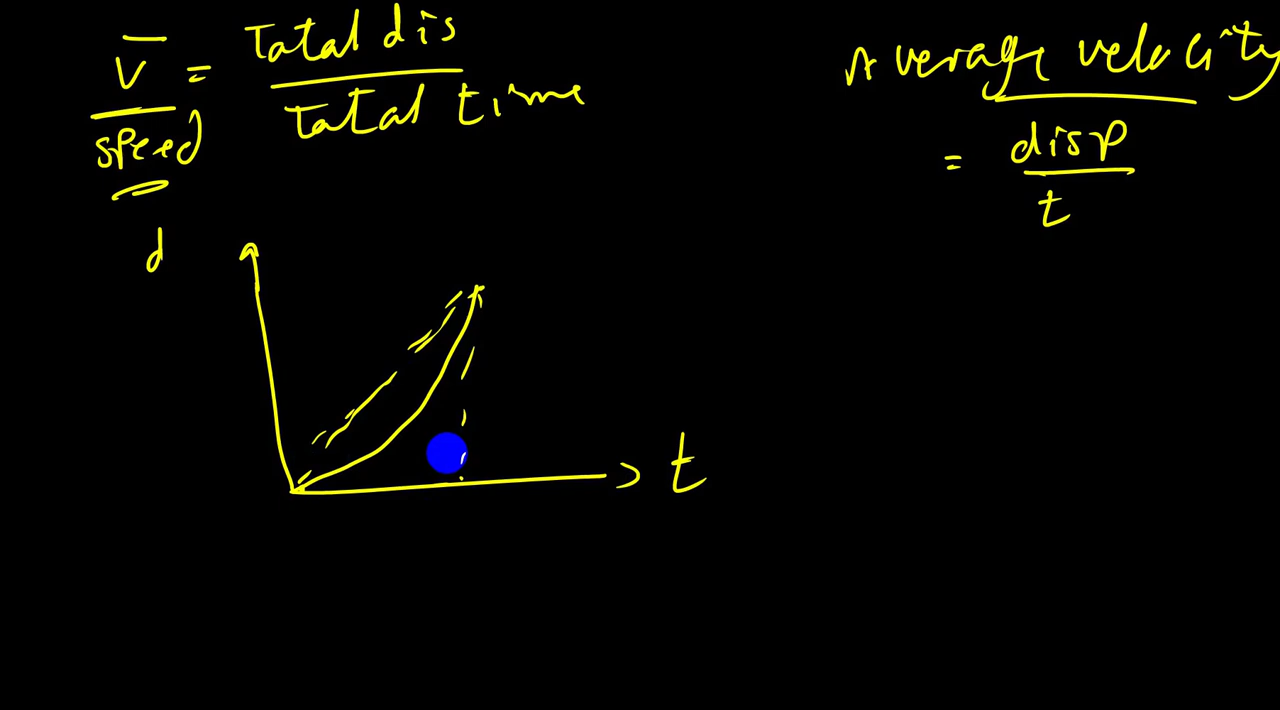 v̄ = Tatal dis
Tatal time
speed
Average velocity
= disp
t
d
t